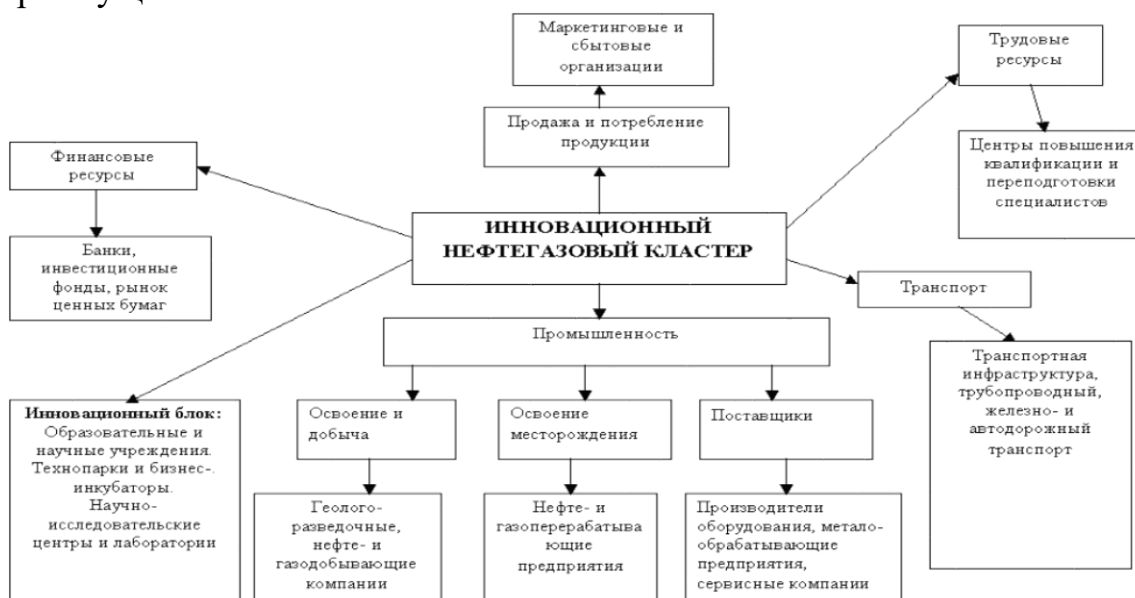 Маркетинговые и
сбытовые
организации
Трудовые
ресурсы
Продажа и потребление
продукции
Финансовые
ресурсы
Центры повышения
квалификации и
переподготовки
специалистов
ИННОВАЦИОННЫЙ
НЕФТЕГАЗОВЫЙ КЛАСТЕР
Банки,
инвестиционные
фонды, рынок
ценных бумаг
Транспорт
Промышленность
Транспортная
инфраструктура,
трубопроводный,
железно- и
автодорожный
транспорт
Инновационный блок:
Образовательные и
научные учреждения.
Технопарки и бизнес-.
инкубаторы.
Научно-
исследовательские
центры и лаборатории
Освоение и
добыча
Освоение
месторождения
Поставщики
Геолого-
разведочные,
нефте- и
газодобывающие
компании
Нефте- и
газоперерабатыва
ющие
предприятия
Производители
оборудования, метало-
обрабатывающие
предприятия,
сервисные компании